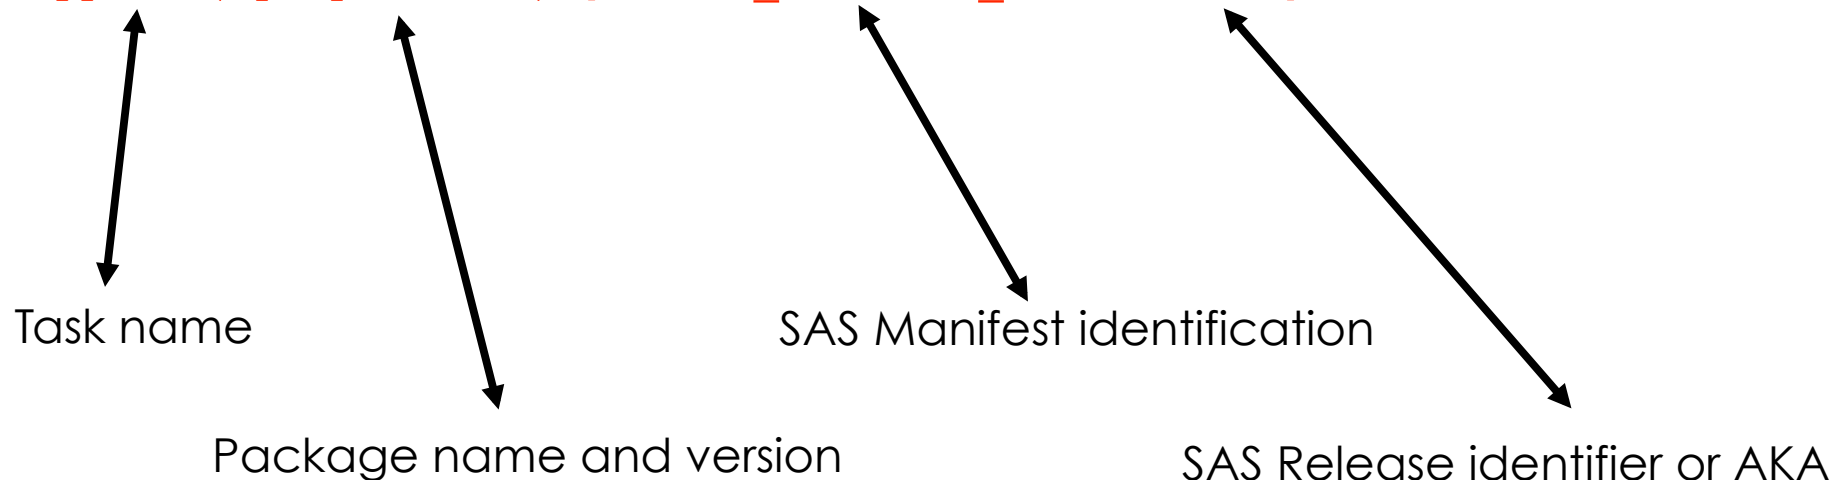 Task name
SAS Manifest identification
Package name and version
SAS Release identifier or AKA